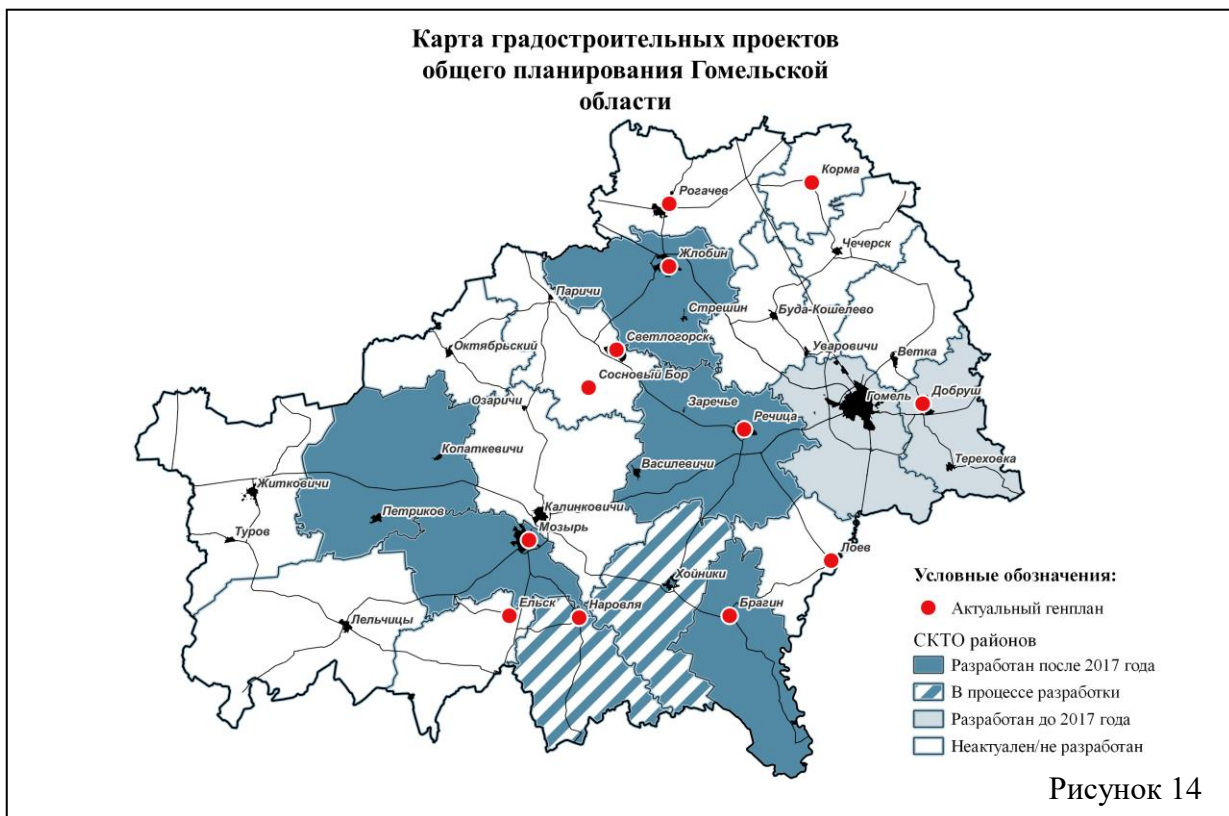 Карта градостроительных проектов
общего планирования Гомельской
области
Корма
Рогачев
Чечерск
Жлобин
Паричи
Стрешин
Буда-Кошелево
Светлогорск
Октябрьский
Уваровичи
Ветка
Сосновый Бор
Гомель
Добруш
Озаричи
Заречье
Речица
Копаткевичи
Василевичи
Тереховка
Житковичи
Калинковичи
Петриков
Мозырь
Туров
Лоев
Хойники
Ельск
Наровля
Брагин
Лельчицы
Условные обозначения:
Актуальный генплан
СКТО районов
Разработан после 2017 года
В процессе разработки
Разработан до 2017 года
Неактуален/не разработан
Рисунок 14